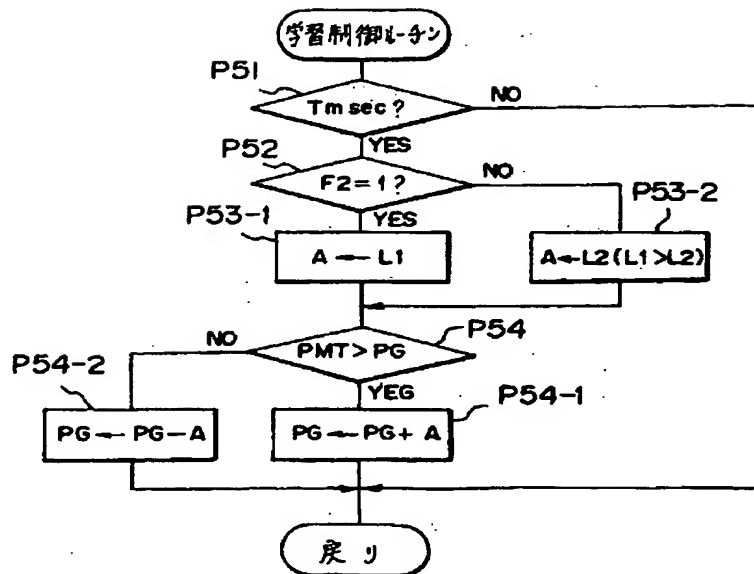 学習制御ルーチン
P51
Tm sec?
NO
YES
P52
F2=1?
NO
YES
P53-1
P53-2
A ← L1
A←L2(L1>L2)
P54
NO
PMT>PG
P54-2
YEG
P54-1
PG ← PG-A
PG ← PG+ A
戻り